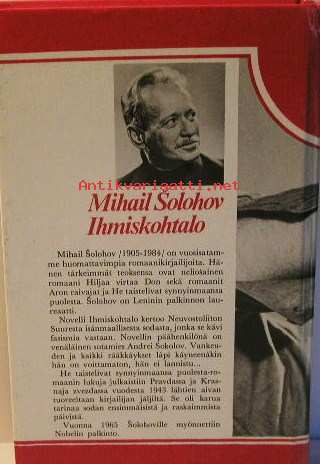 Antikvariaatti.net
Mihail Šolohov
Ihmiskohtalo
Mihail Šolohov /1905-1984/ on vuosisatam-
me huomattavimpia romaanikirjailijoita. Hä-
nen tärkeimmät teoksensa ovat neliosainen
romaani Hiljaa virtaa Don sekä romaanit
Aron raivajat ja He taistelivat synnyinmaansa
puolesta. Šolohov on Leninin palkinnon lau-
reaatti.
Novelli Ihmiskohtalo kertoo Neuvostoliiton
Suuresta isänmaallisesta sodasta, jonka se kävi
fasismia vastaan. Novellin päähenkilönä on
venäläinen sotamies Andrei Sokolov. Vankeu-
den ja kaikki rääkkäykset läpi käyneenäkin
hän on voittamaton, hän ei lannistu...
He taistelivat synnyinmaansa puolesta-ro-
maanin lukuja julkaistiin Pravdassa ja Kras-
naja zvezdassa vuodesta 1943 lähtien aivan
tuoreeltaan kirjailijan jäljiltä. Se oli karua
tarinaa sodan ensimmäisistä ja raskaimmista
päivistä.
Vuonna 1965 Šolohoville myönnettiin
Nobelin palkinto.